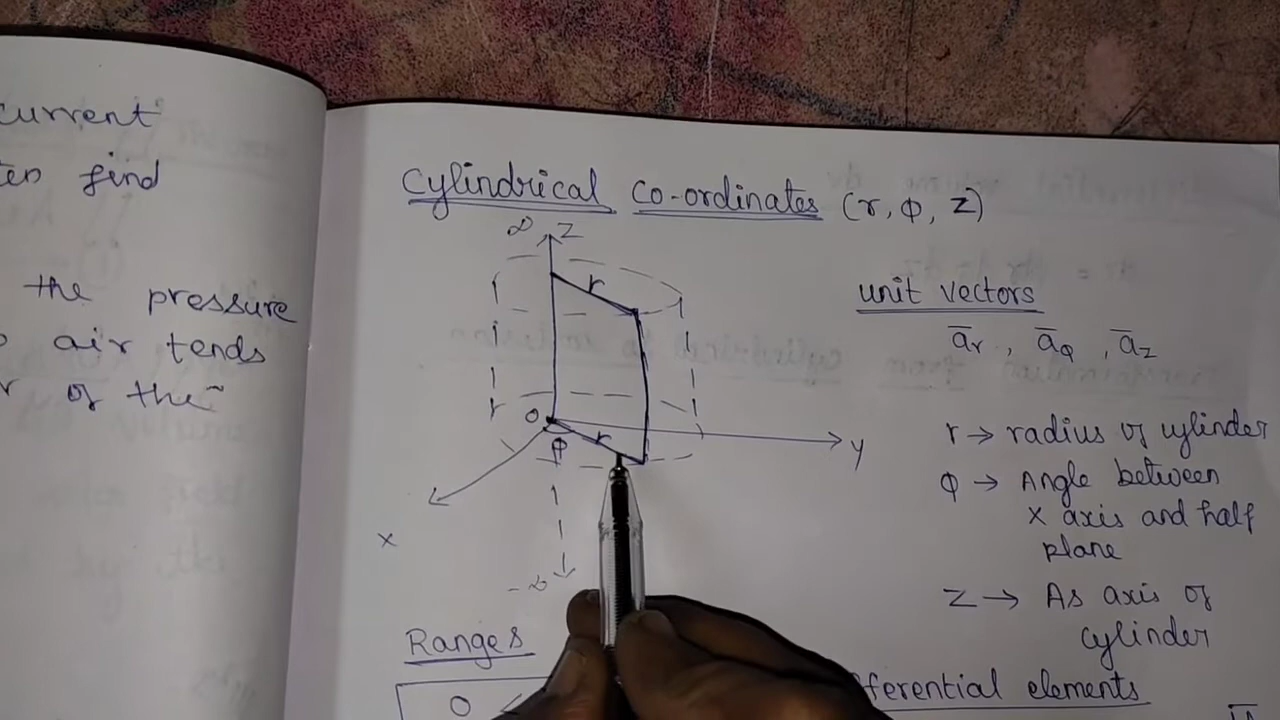 current
find
the pressure
air tends
of the
Cylindrical Co-ordinates (r, φ, z)
∞ z
r
O
r
φ
y
x
-∞
unit vectors
ār, āφ, āz
r → radius of cylinder
φ → Angle between
x axis and half
plane
z → As axis of
cylinder
Ranges
0 <
ferential elements